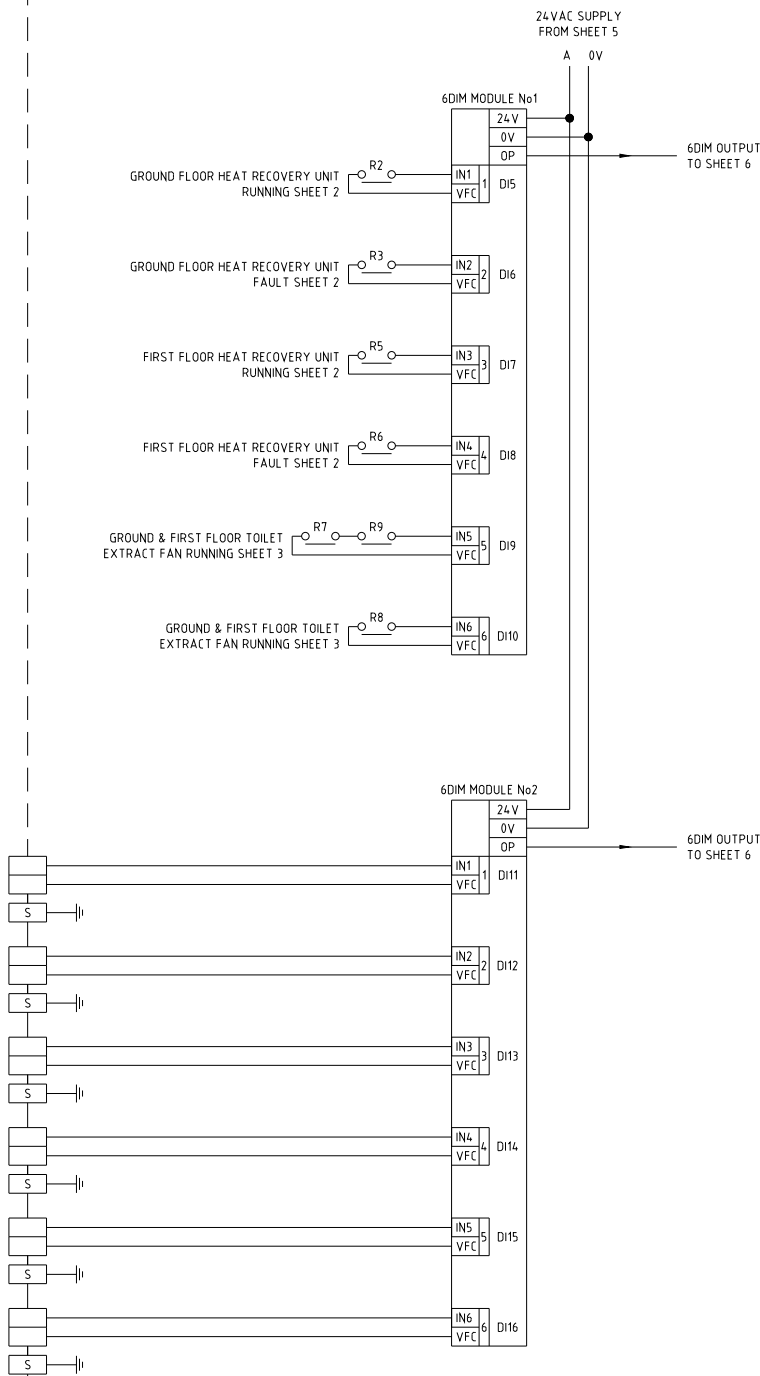 24VAC SUPPLY
FROM SHEET 5
A 0V
6DIM MODULE No1
24V
0V
OP
6DIM OUTPUT
TO SHEET 6
GROUND FLOOR HEAT RECOVERY UNIT
RUNNING SHEET 2
R2
IN1
VFC
1
DI5
GROUND FLOOR HEAT RECOVERY UNIT
FAULT SHEET 2
R3
IN2
VFC
2
DI6
FIRST FLOOR HEAT RECOVERY UNIT
RUNNING SHEET 2
R5
IN3
VFC
3
DI7
FIRST FLOOR HEAT RECOVERY UNIT
FAULT SHEET 2
R6
IN4
VFC
4
DI8
GROUND & FIRST FLOOR TOILET
EXTRACT FAN RUNNING SHEET 3
R7
R9
IN5
VFC
5
DI9
GROUND & FIRST FLOOR TOILET
EXTRACT FAN RUNNING SHEET 3
R8
IN6
VFC
6
DI10
6DIM MODULE No2
24V
0V
OP
6DIM OUTPUT
TO SHEET 6
IN1
VFC
1
DI11
S
IN2
VFC
2
DI12
S
IN3
VFC
3
DI13
S
IN4
VFC
4
DI14
S
IN5
VFC
5
DI15
S
IN6
VFC
6
DI16
S